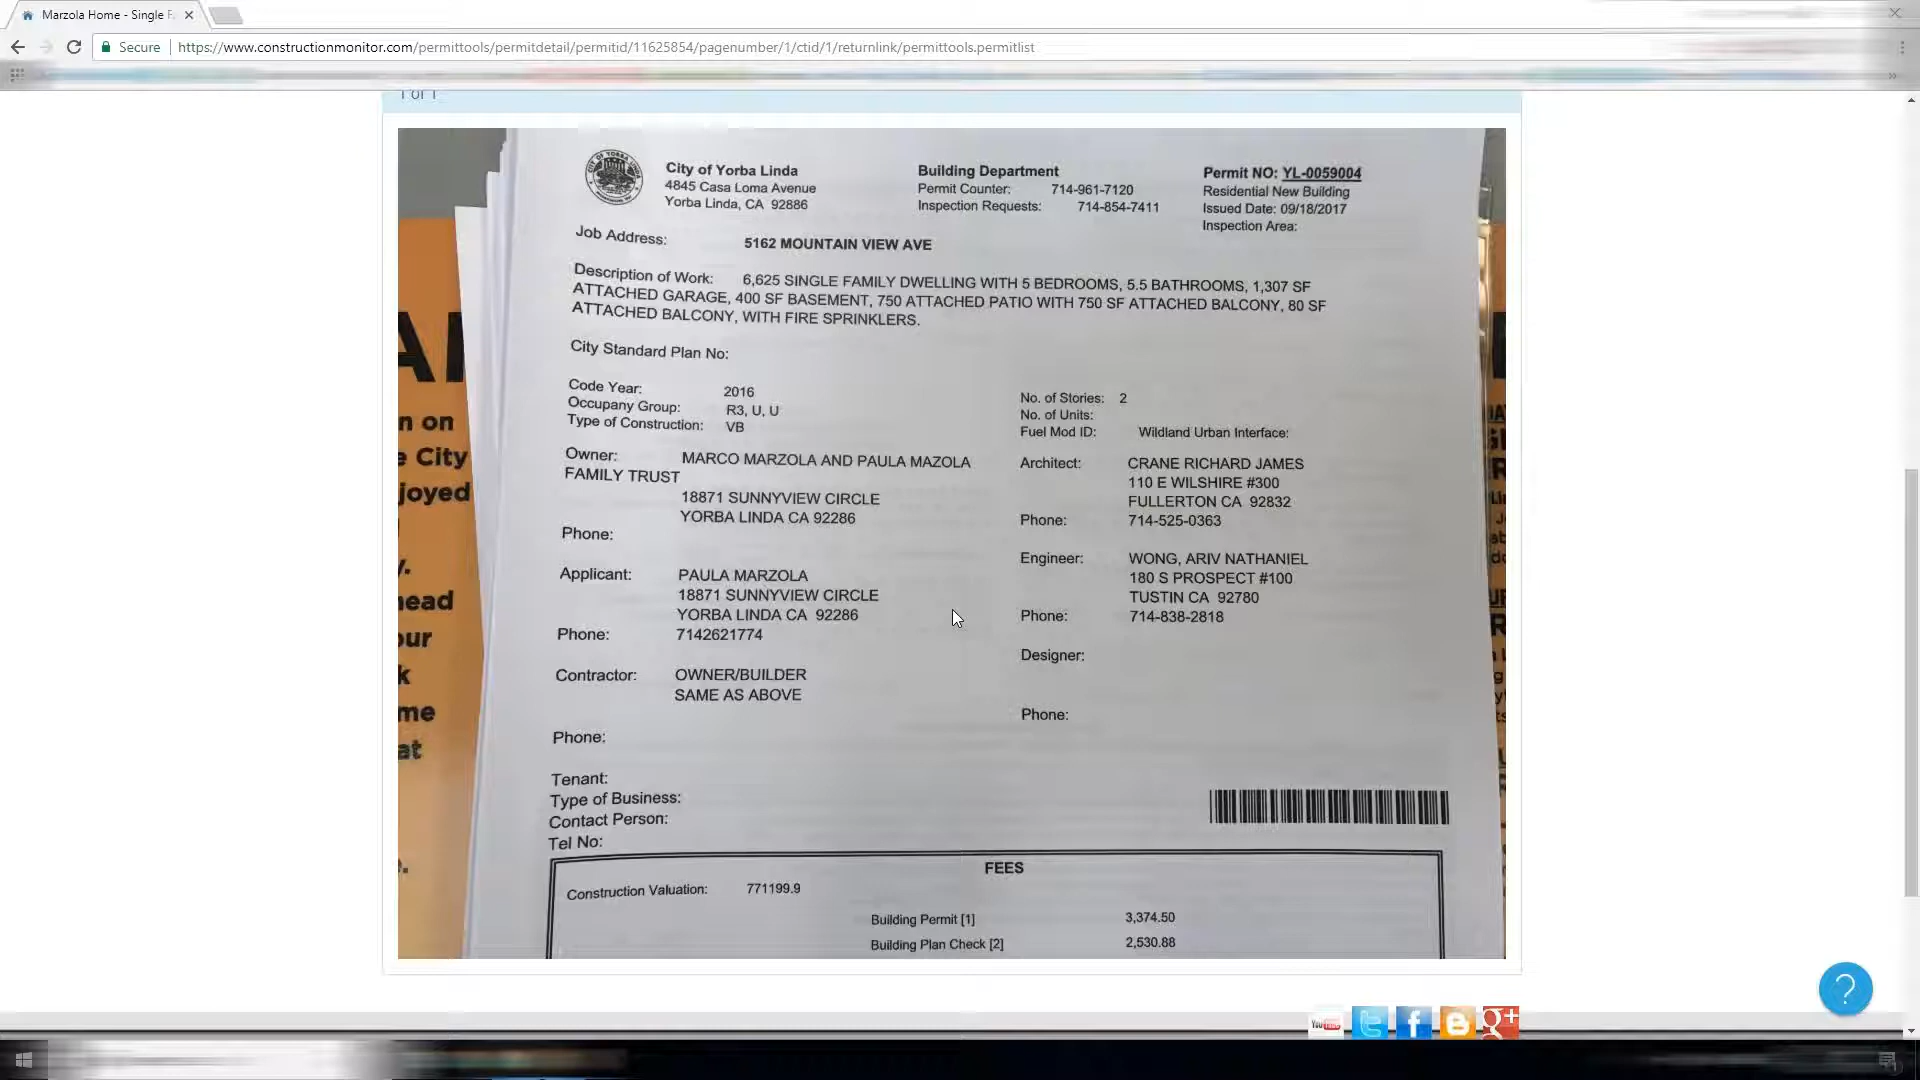 Marzola Home - Single F
Secure https://www.constructionmonitor.com/permittools/permitdetail/permitid/11625854/pagenumber/1/ctid/1/returnlink/permittools.permitlist
1 of 1
CITY OF YORBA LINDA
City of Yorba Linda
4845 Casa Loma Avenue
Yorba Linda, CA 92886
Building Department
Permit Counter: 714-961-7120
Inspection Requests: 714-854-7411
Permit NO: YL-0059004
Residential New Building
Issued Date: 09/18/2017
Inspection Area:
Job Address: 5162 MOUNTAIN VIEW AVE
Description of Work: 6,625 SINGLE FAMILY DWELLING WITH 5 BEDROOMS, 5.5 BATHROOMS, 1,307 SF
ATTACHED GARAGE, 400 SF BASEMENT, 750 ATTACHED PATIO WITH 750 SF ATTACHED BALCONY, 80 SF
ATTACHED BALCONY, WITH FIRE SPRINKLERS.
City Standard Plan No:
Code Year: 2016
Occupany Group: R3, U, U
Type of Construction: VB
No. of Stories: 2
No. of Units:
Fuel Mod ID: Wildland Urban Interface:
Owner: MARCO MARZOLA AND PAULA MAZOLA
FAMILY TRUST
18871 SUNNYVIEW CIRCLE
YORBA LINDA CA 92286
Phone:
Architect: CRANE RICHARD JAMES
110 E WILSHIRE #300
FULLERTON CA 92832
Phone: 714-525-0363
Applicant: PAULA MARZOLA
18871 SUNNYVIEW CIRCLE
YORBA LINDA CA 92286
Phone: 7142621774
Engineer: WONG, ARIV NATHANIEL
180 S PROSPECT #100
TUSTIN CA 92780
Phone: 714-838-2818
Contractor: OWNER/BUILDER
SAME AS ABOVE
Phone:
Designer:
Phone:
Tenant:
Type of Business:
Contact Person:
Tel No:
FEES
Construction Valuation: 771199.9
Building Permit [1] 3,374.50
Building Plan Check [2] 2,530.88
n on
e City
joyed
y.
head
our
k
me
at
You Tube
g+
?